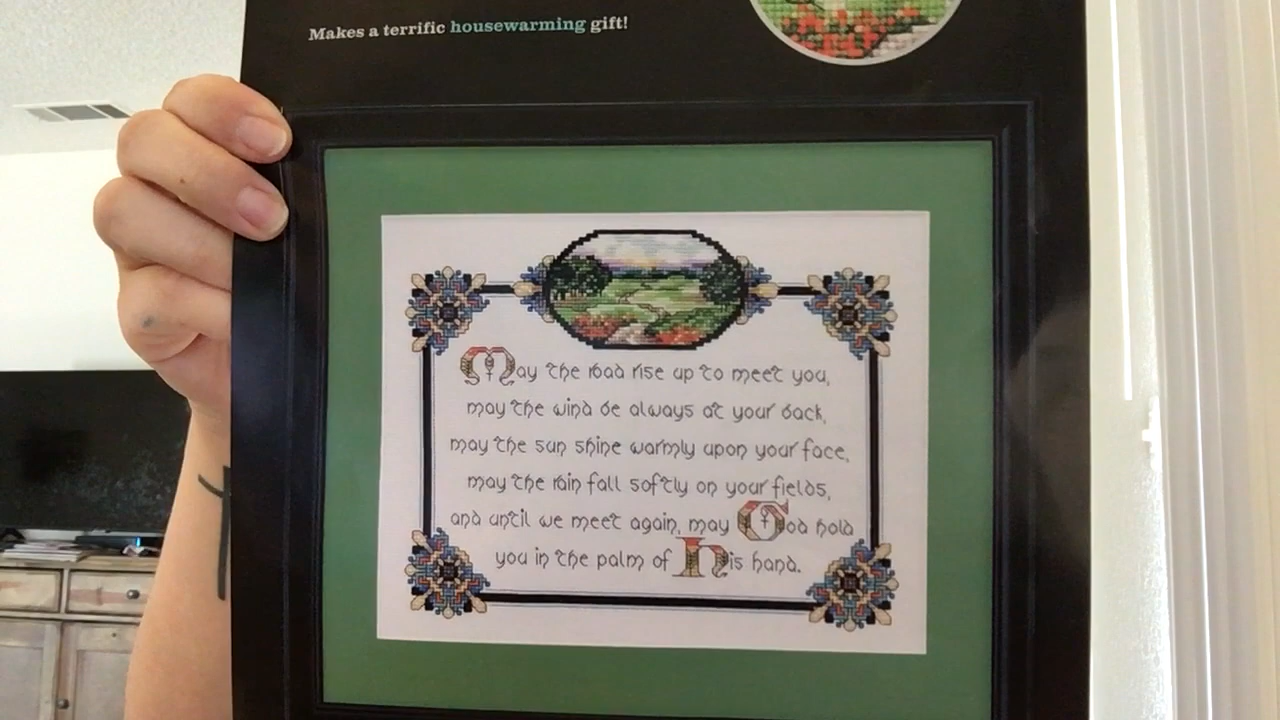 Makes a terrific housewarming gift!
May the road rise up to meet you,
may the wind be always at your back,
may the sun shine warmly upon your face,
may the rain fall softly on your fields,
and until we meet again, may God hold
you in the palm of His hand.